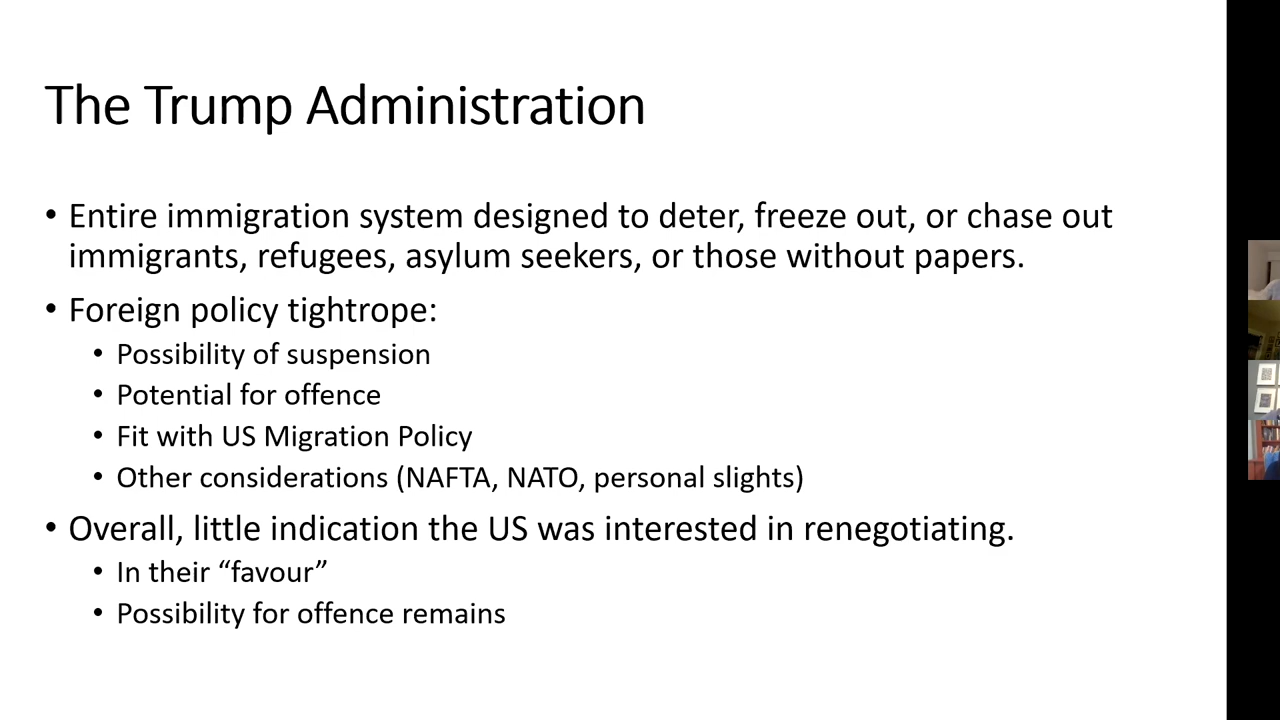 The Trump Administration
• Entire immigration system designed to deter, freeze out, or chase out
immigrants, refugees, asylum seekers, or those without papers.
• Foreign policy tightrope:
• Possibility of suspension
• Potential for offence
• Fit with US Migration Policy
• Other considerations (NAFTA, NATO, personal slights)
• Overall, little indication the US was interested in renegotiating.
• In their “favour”
• Possibility for offence remains